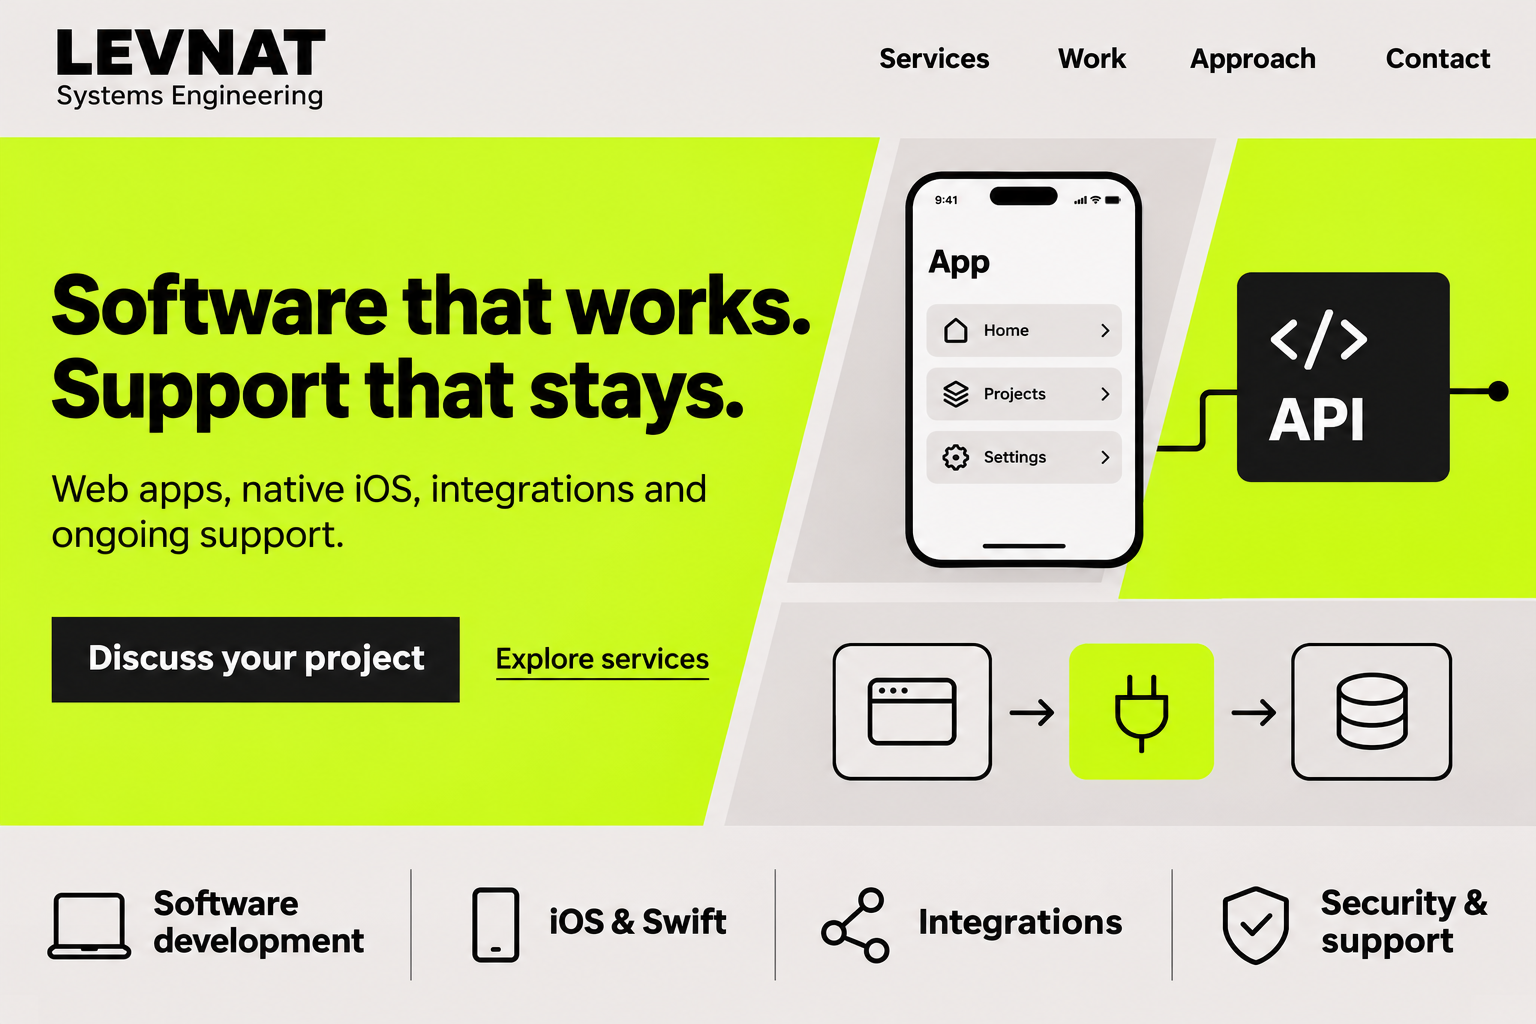 LEVNAT
Systems Engineering
Services
Work
Approach
Contact
Software that works.
Support that stays.
Web apps, native iOS, integrations and
ongoing support.
Discuss your project
Explore services
9:41
App
Home
Projects
Settings
</>
API
Software
development
iOS & Swift
Integrations
Security &
support